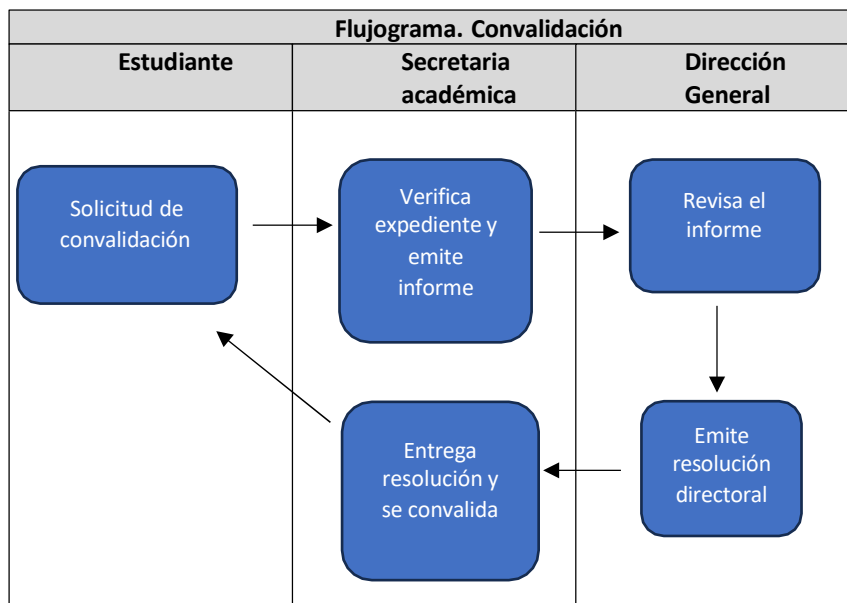 Flujograma. Convalidación
Estudiante
Secretaria
académica
Dirección
General
Solicitud de
convalidación
Verifica
expediente y
emite
informe
Revisa el
informe
Entrega
resolución y
se convalida
Emite
resolución
directoral